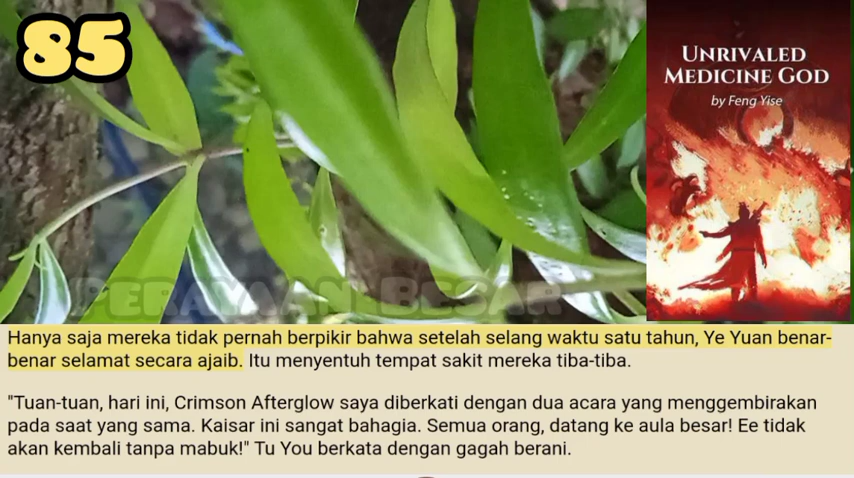 85
UNRIVALED
MEDICINE GOD
by Feng Yise
PERAYAAN BESAR
Hanya saja mereka tidak pernah berpikir bahwa setelah selang waktu satu tahun, Ye Yuan benar-
benar selamat secara ajaib. Itu menyentuh tempat sakit mereka tiba-tiba.
"Tuan-tuan, hari ini, Crimson Afterglow saya diberkati dengan dua acara yang menggembirakan
pada saat yang sama. Kaisar ini sangat bahagia. Semua orang, datang ke aula besar! Ee tidak
akan kembali tanpa mabuk!" Tu You berkata dengan gagah berani.